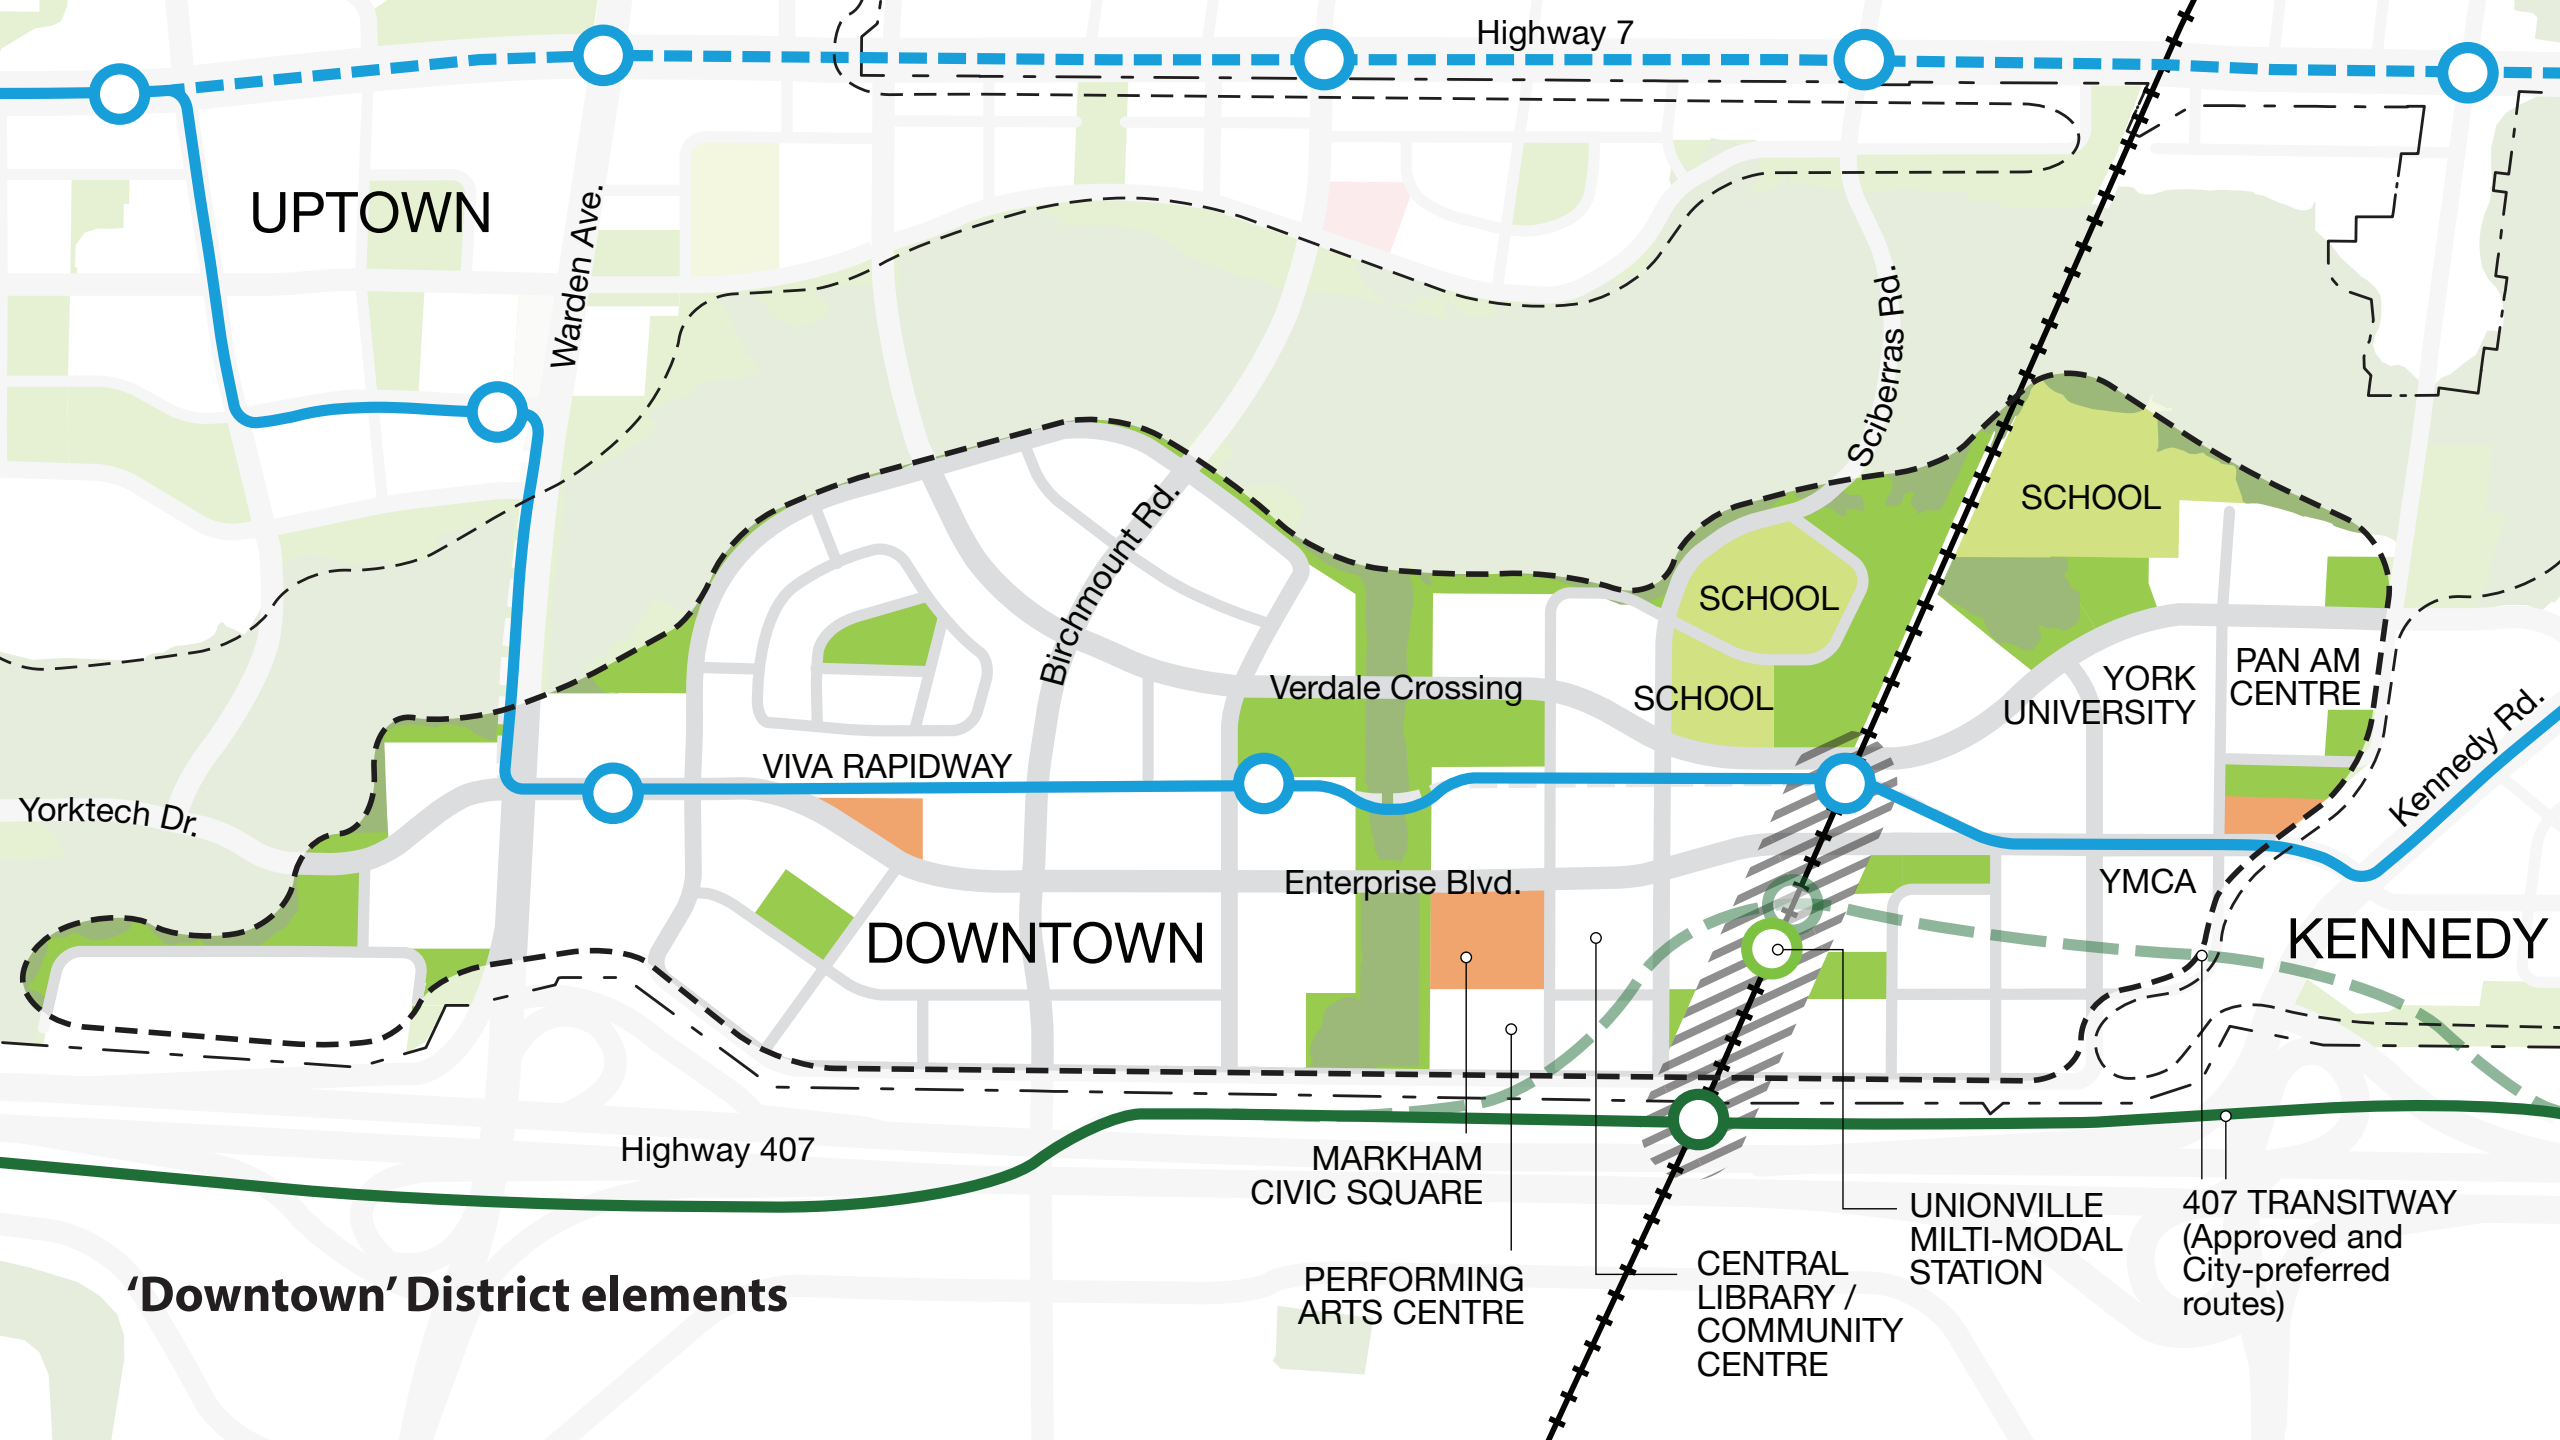 Highway 7
UPTOWN
Warden Ave.
Sciberras Rd.
SCHOOL
Birchmount Rd.
SCHOOL
Verdale Crossing
SCHOOL
YORK
UNIVERSITY
PAN AM
CENTRE
VIVA RAPIDWAY
Kennedy Rd.
Yorktech Dr.
Enterprise Blvd.
YMCA
DOWNTOWN
KENNEDY
Highway 407
MARKHAM
CIVIC SQUARE
PERFORMING
ARTS CENTRE
CENTRAL
LIBRARY /
COMMUNITY
CENTRE
UNIONVILLE
MILTI-MODAL
STATION
407 TRANSITWAY
(Approved and
City-preferred
routes)
‘Downtown’ District elements